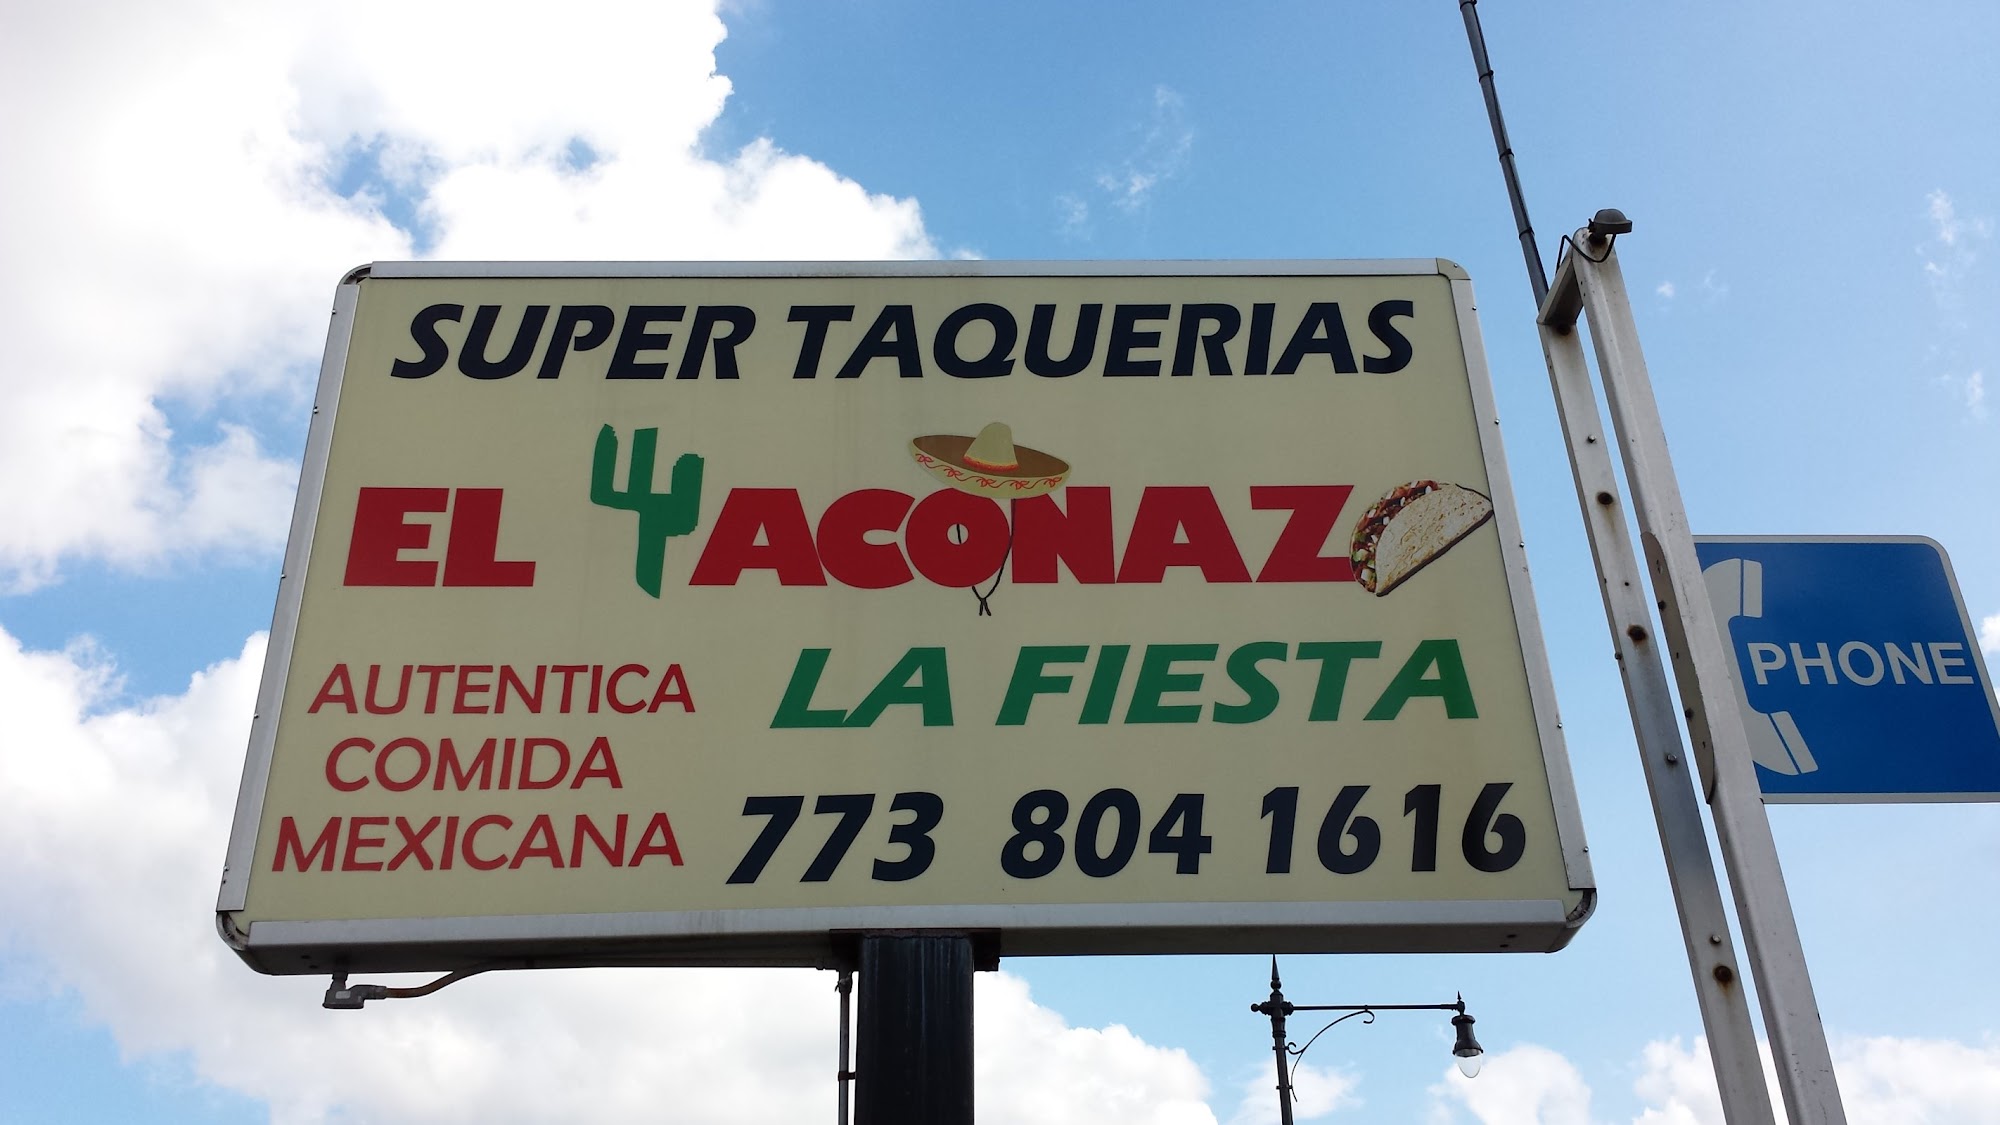 SUPER TAQUERIAS
EL TACONAZO
LA FIESTA
AUTENTICA
COMIDA
MEXICANA
773 804 1616
PHONE